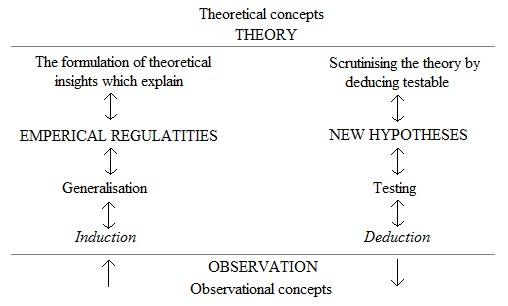 Theoretical concepts
THEORY
The formulation of theoretical
insights which explain
Scrutinising the theory by
deducing testable
EMPERICAL REGULATITIES
NEW HYPOTHESES
Generalisation
Testing
Induction
Deduction
OBSERVATION
Observational concepts